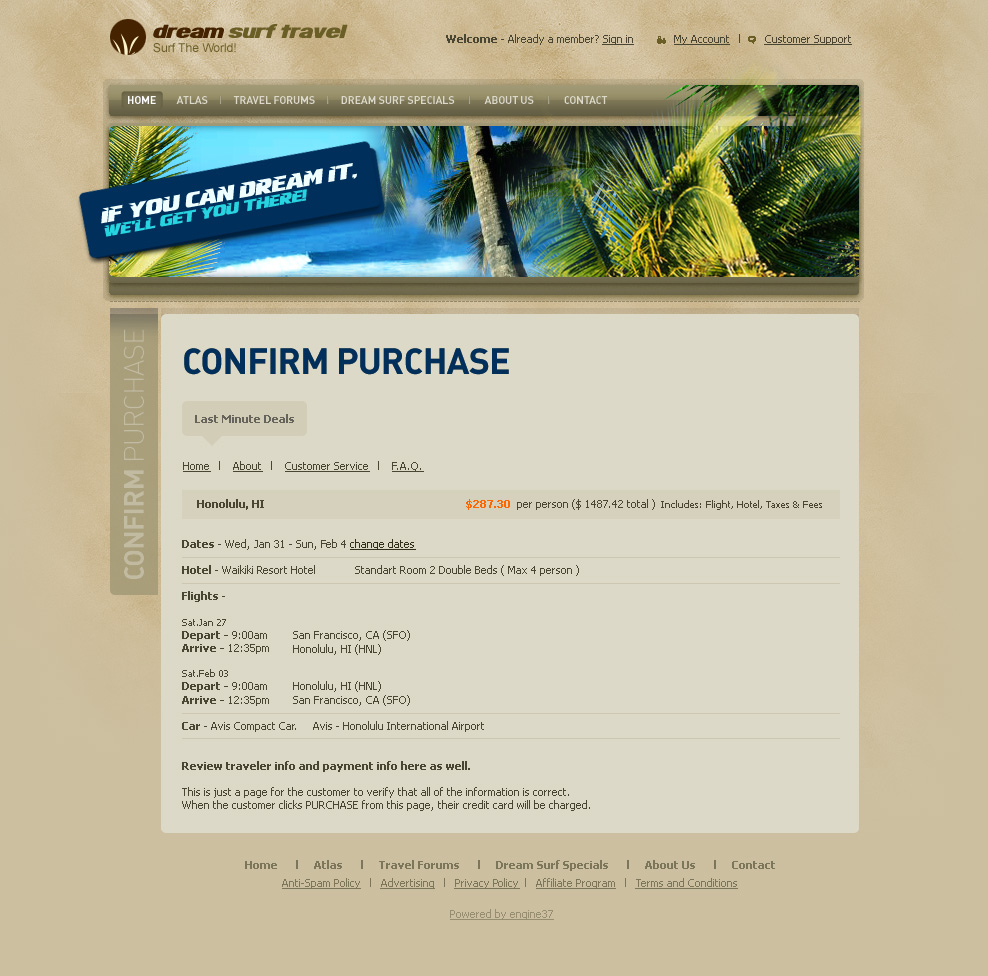 dream surf travel
Surf The World!
Welcome - Already a member? Sign in
My Account | Customer Support
HOME
ATLAS | TRAVEL FORUMS | DREAM SURF SPECIALS | ABOUT US | CONTACT
IF YOU CAN DREAM IT,
WE'LL GET YOU THERE!
CONFIRM PURCHASE
CONFIRM PURCHASE
Last Minute Deals
Home | About | Customer Service | F.A.Q.
Honolulu, HI $287.30 per person ($ 1487.42 total ) Includes: Flight, Hotel, Taxes & Fees
Dates - Wed, Jan 31 - Sun, Feb 4 change dates
Hotel - Waikiki Resort Hotel Standart Room 2 Double Beds ( Max 4 person )
Flights -
Sat.Jan 27
Depart - 9:00am San Francisco, CA (SFO)
Arrive - 12:35pm Honolulu, HI (HNL)
Sat.Feb 03
Depart - 9:00am Honolulu, HI (HNL)
Arrive - 12:35pm San Francisco, CA (SFO)
Car - Avis Compact Car. Avis - Honolulu International Airport
Review traveler info and payment info here as well.
This is just a page for the customer to verify that all of the information is correct.
When the customer clicks PURCHASE from this page, their credit card will be charged.
Home | Atlas | Travel Forums | Dream Surf Specials | About Us | Contact
Anti-Spam Policy | Advertising | Privacy Policy | Affiliate Program | Terms and Conditions
Powered by engine37